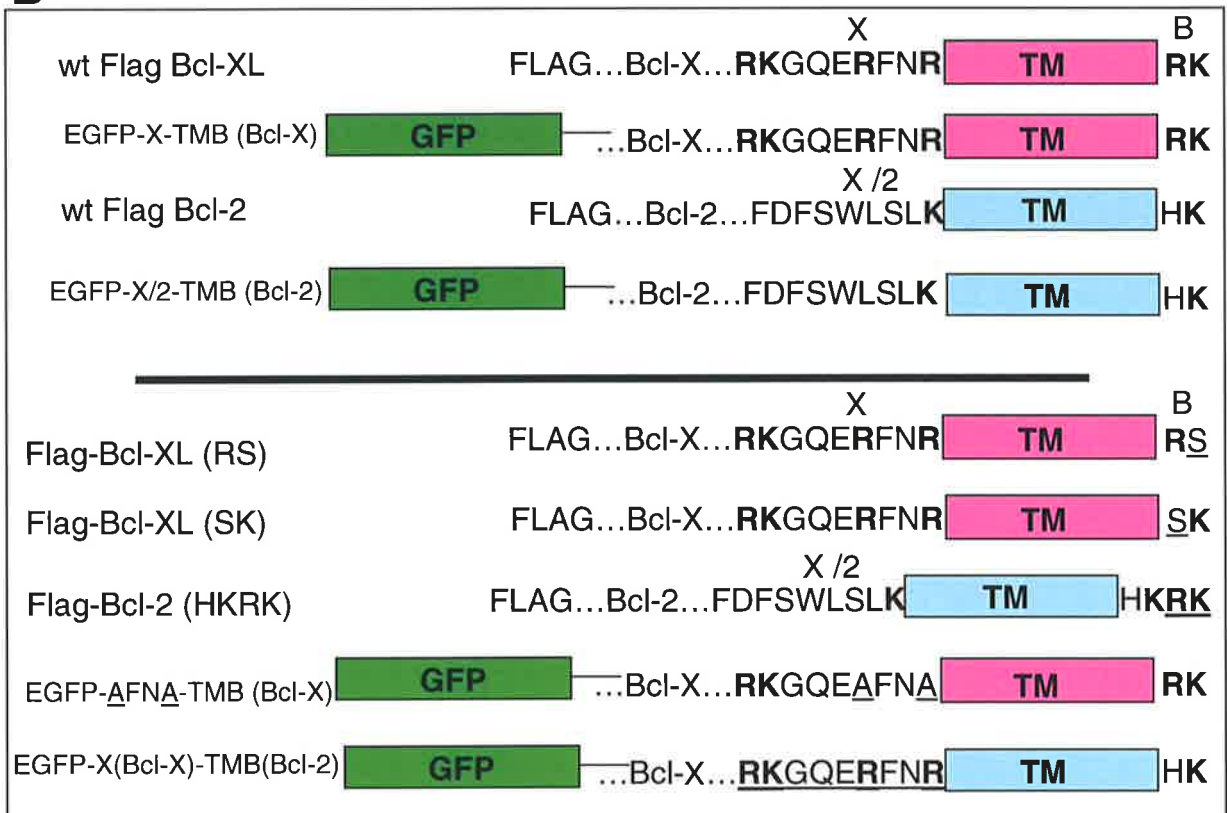 X B
wt Flag Bcl-XL FLAG...Bcl-X...RKGQERFNR TM RK
EGFP-X-TMB (Bcl-X) GFP ...Bcl-X...RKGQERFNR TM RK
X /2
wt Flag Bcl-2 FLAG...Bcl-2...FDFSWLSLK TM HK
EGFP-X/2-TMB (Bcl-2) GFP ...Bcl-2...FDFSWLSLK TM HK
X B
Flag-Bcl-XL (RS) FLAG...Bcl-X...RKGQERFNR TM RS
Flag-Bcl-XL (SK) FLAG...Bcl-X...RKGQERFNR TM SK
X /2
Flag-Bcl-2 (HKRK) FLAG...Bcl-2...FDFSWLSLK TM HKRK
EGFP-AFNA-TMB (Bcl-X) GFP ...Bcl-X...RKGQEAFNA TM RK
EGFP-X(Bcl-X)-TMB(Bcl-2) GFP ...Bcl-X...RKGQERFNR TM HK